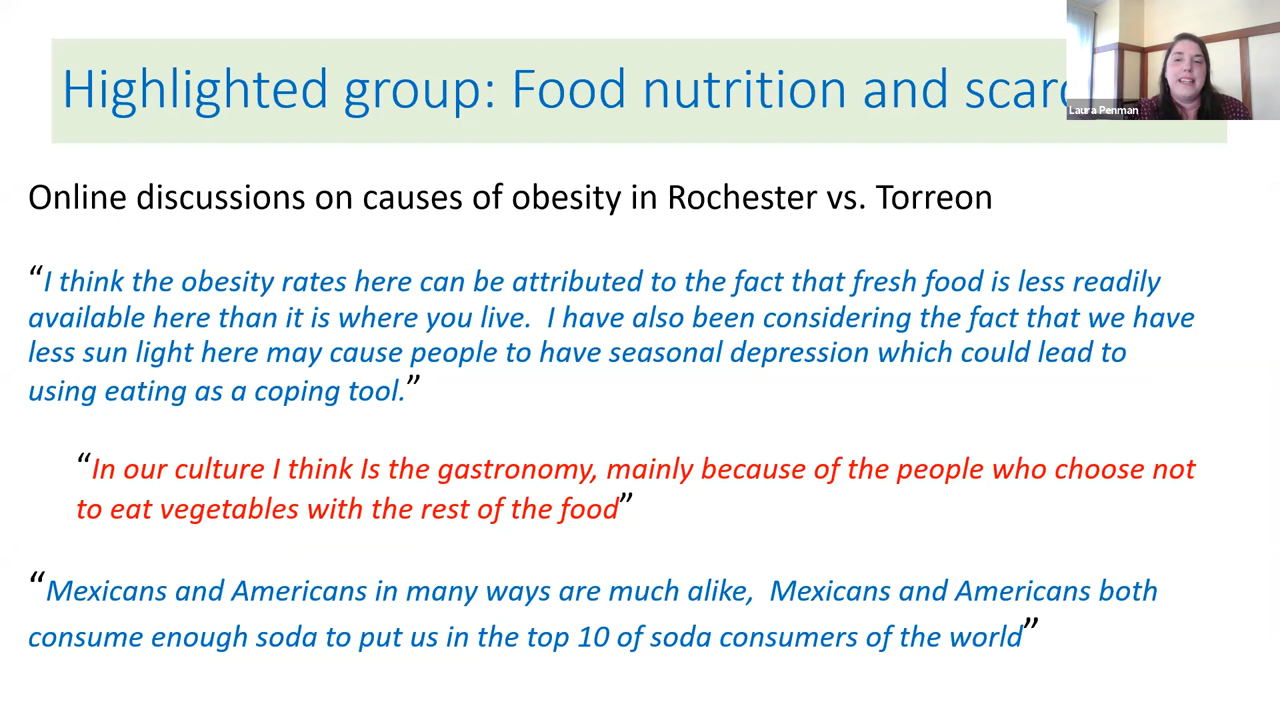 Highlighted group: Food nutrition and
Laura Penman
Online discussions on causes of obesity in Rochester vs. Torreon
“I think the obesity rates here can be attributed to the fact that fresh food is less readily
available here than it is where you live.  I have also been considering the fact that we have
less sun light here may cause people to have seasonal depression which could lead to
using eating as a coping tool.”
“In our culture I think Is the gastronomy, mainly because of the people who choose not
to eat vegetables with the rest of the food”
“Mexicans and Americans in many ways are much alike,  Mexicans and Americans both
consume enough soda to put us in the top 10 of soda consumers of the world”